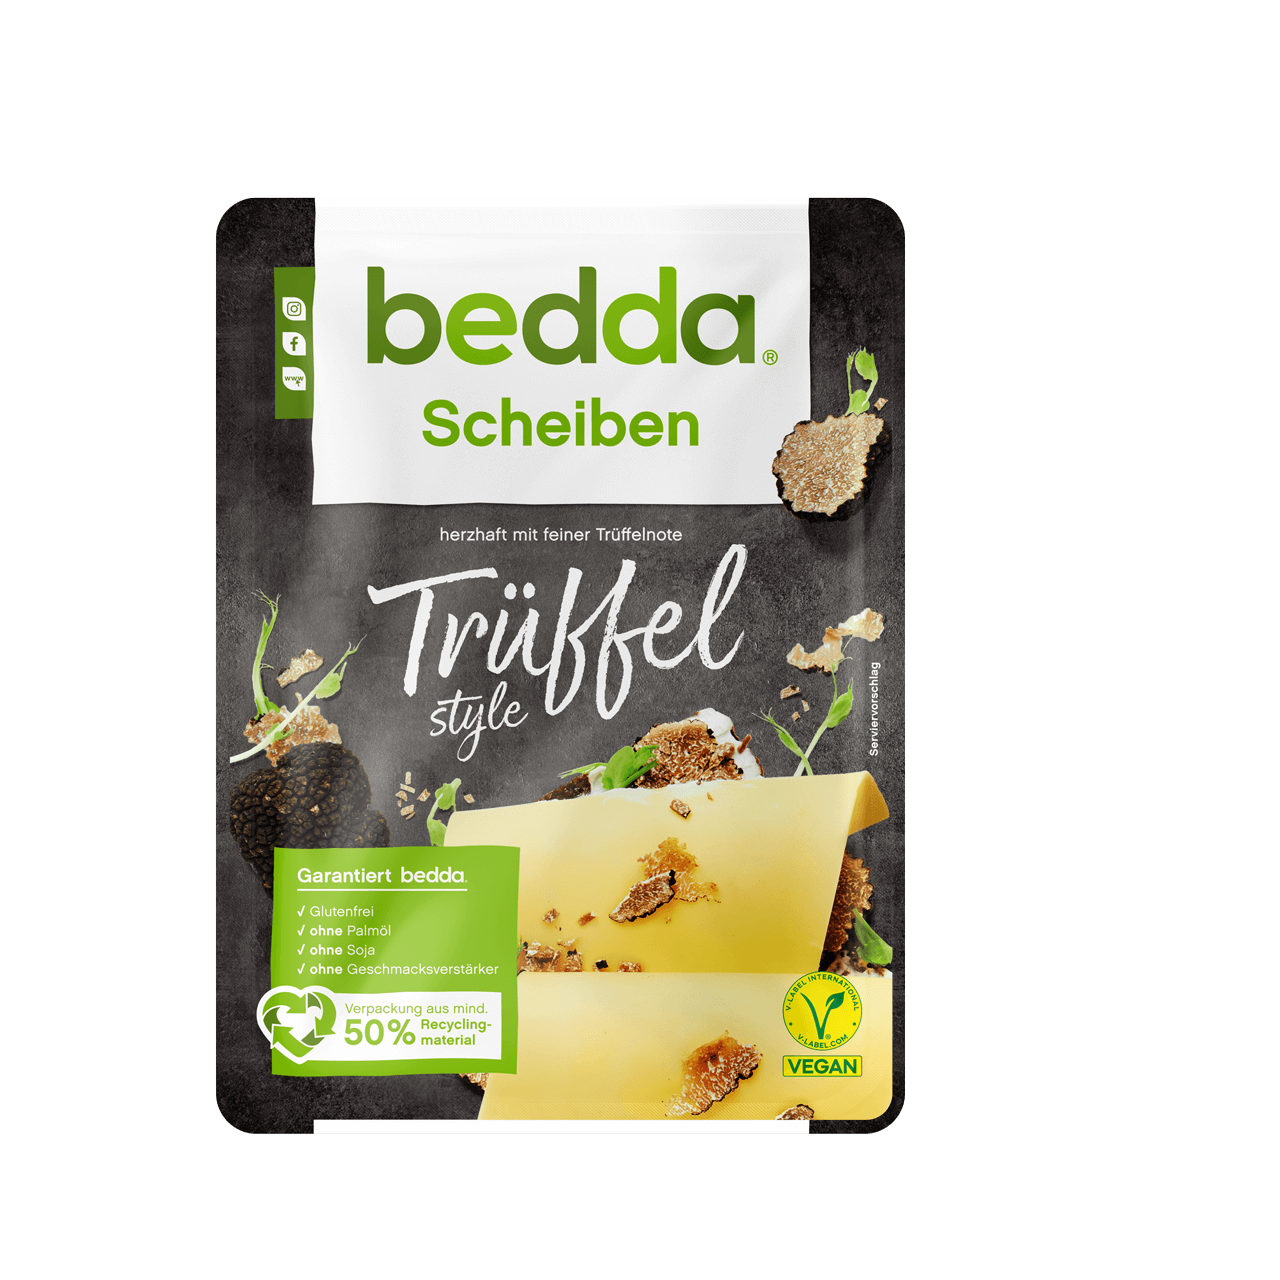 bedda®
Scheiben
www
herzhaft mit feiner Trüffelnote
Trüffel
style
Serviervorschlag
Garantiert bedda.
✓ Glutenfrei
✓ ohne Palmöl
✓ ohne Soja
✓ ohne Geschmacksverstärker
Verpackung aus mind.
50% Recycling-
material
V-LABEL INTERNATIONAL
V-LABEL.COM
VEGAN